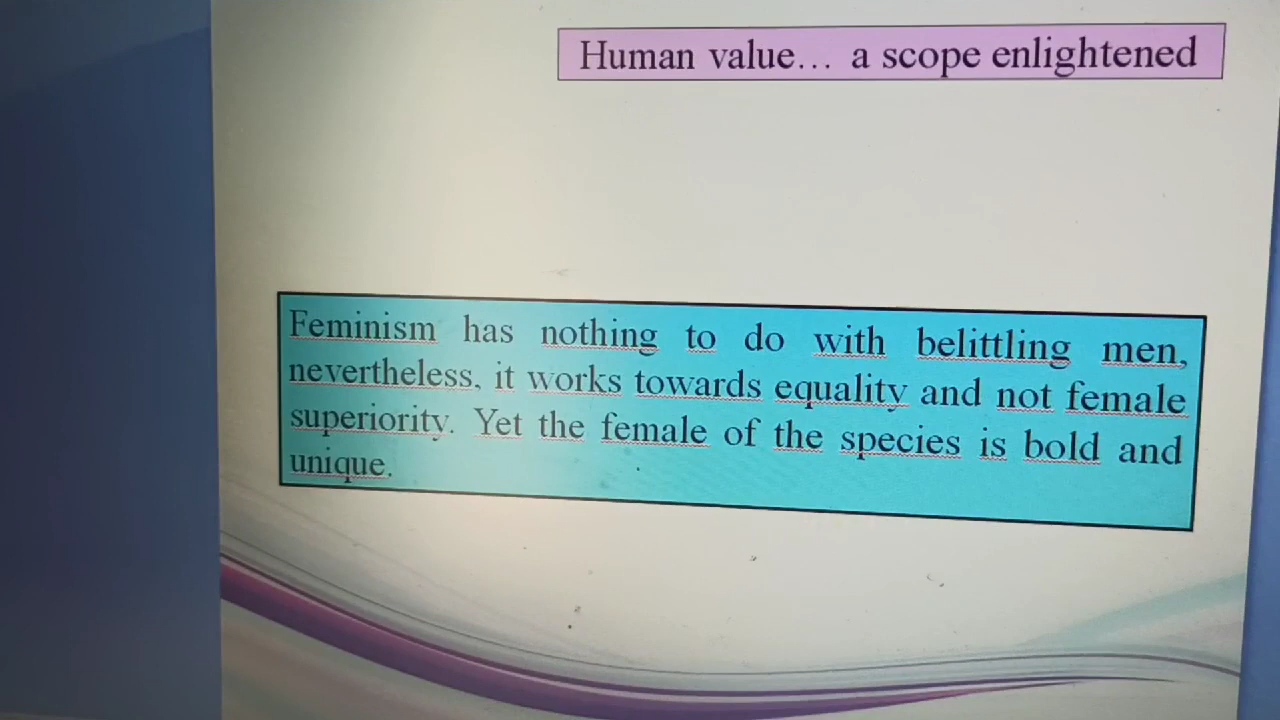 Human value... a scope enlightened
Feminism has nothing to do with belittling men,
nevertheless, it works towards equality and not female
superiority. Yet the female of the species is bold and
unique.